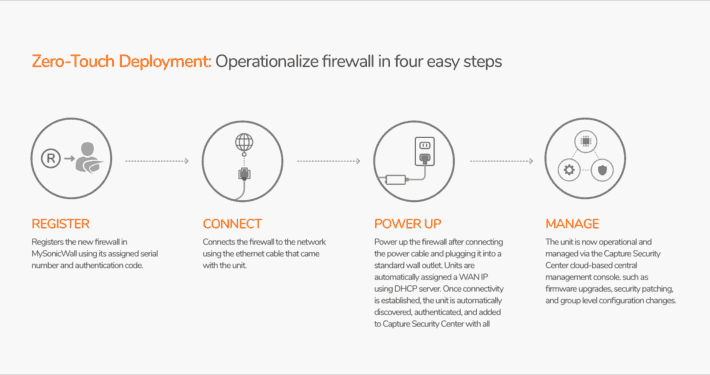 Zero-Touch Deployment: Operationalize firewall in four easy steps
R
REGISTER
Registers the new firewall in
MySonicWall using its assigned serial
number and authentication code.
CONNECT
Connects the firewall to the network
using the ethernet cable that came
with the unit.
POWER UP
Power up the firewall after connecting
the power cable and plugging it into a
standard wall outlet. Units are
automatically assigned a WAN IP
using DHCP server. Once connectivity
is established, the unit is automatically
discovered, authenticated, and added
to Capture Security Center with all
MANAGE
The unit is now operational and
managed via the Capture Security
Center cloud-based central
management console. such as
firmware upgrades, security patching,
and group level configuration changes.